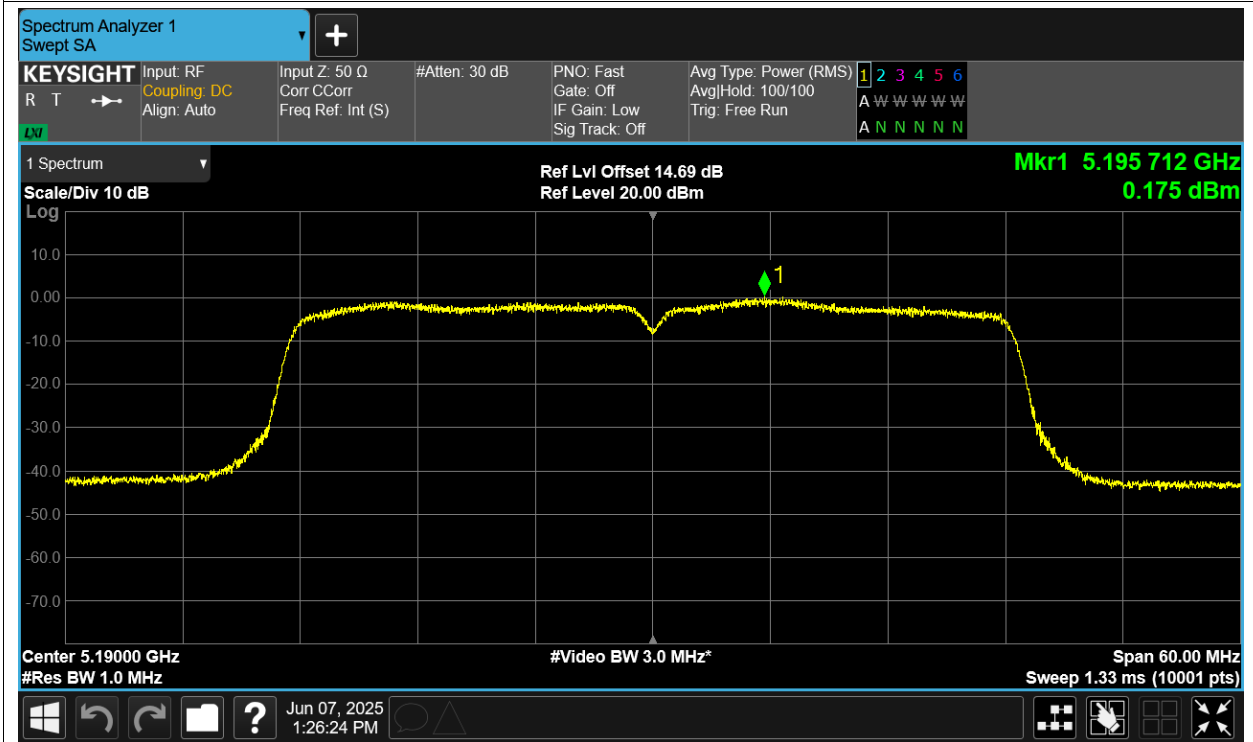 Spectrum Analyzer 1
Swept SA
+
KEYSIGHT
R T
LXI
Input: RF
Coupling: DC
Align: Auto
Input Z: 50 Ω
Corr CCorr
Freq Ref: Int (S)
#Atten: 30 dB
PNO: Fast
Gate: Off
IF Gain: Low
Sig Track: Off
Avg Type: Power (RMS)
Avg|Hold: 100/100
Trig: Free Run
1 2 3 4 5 6
A W W W W W
A N N N N N
1 Spectrum
Scale/Div 10 dB
Log
Ref Lvl Offset 14.69 dB
Ref Level 20.00 dBm
Mkr1 5.195 712 GHz
0.175 dBm
10.0
0.00
-10.0
-20.0
-30.0
-40.0
-50.0
-60.0
-70.0
1
Center 5.19000 GHz
#Res BW 1.0 MHz
#Video BW 3.0 MHz*
Span 60.00 MHz
Sweep 1.33 ms (10001 pts)
?
Jun 07, 2025
1:26:24 PM